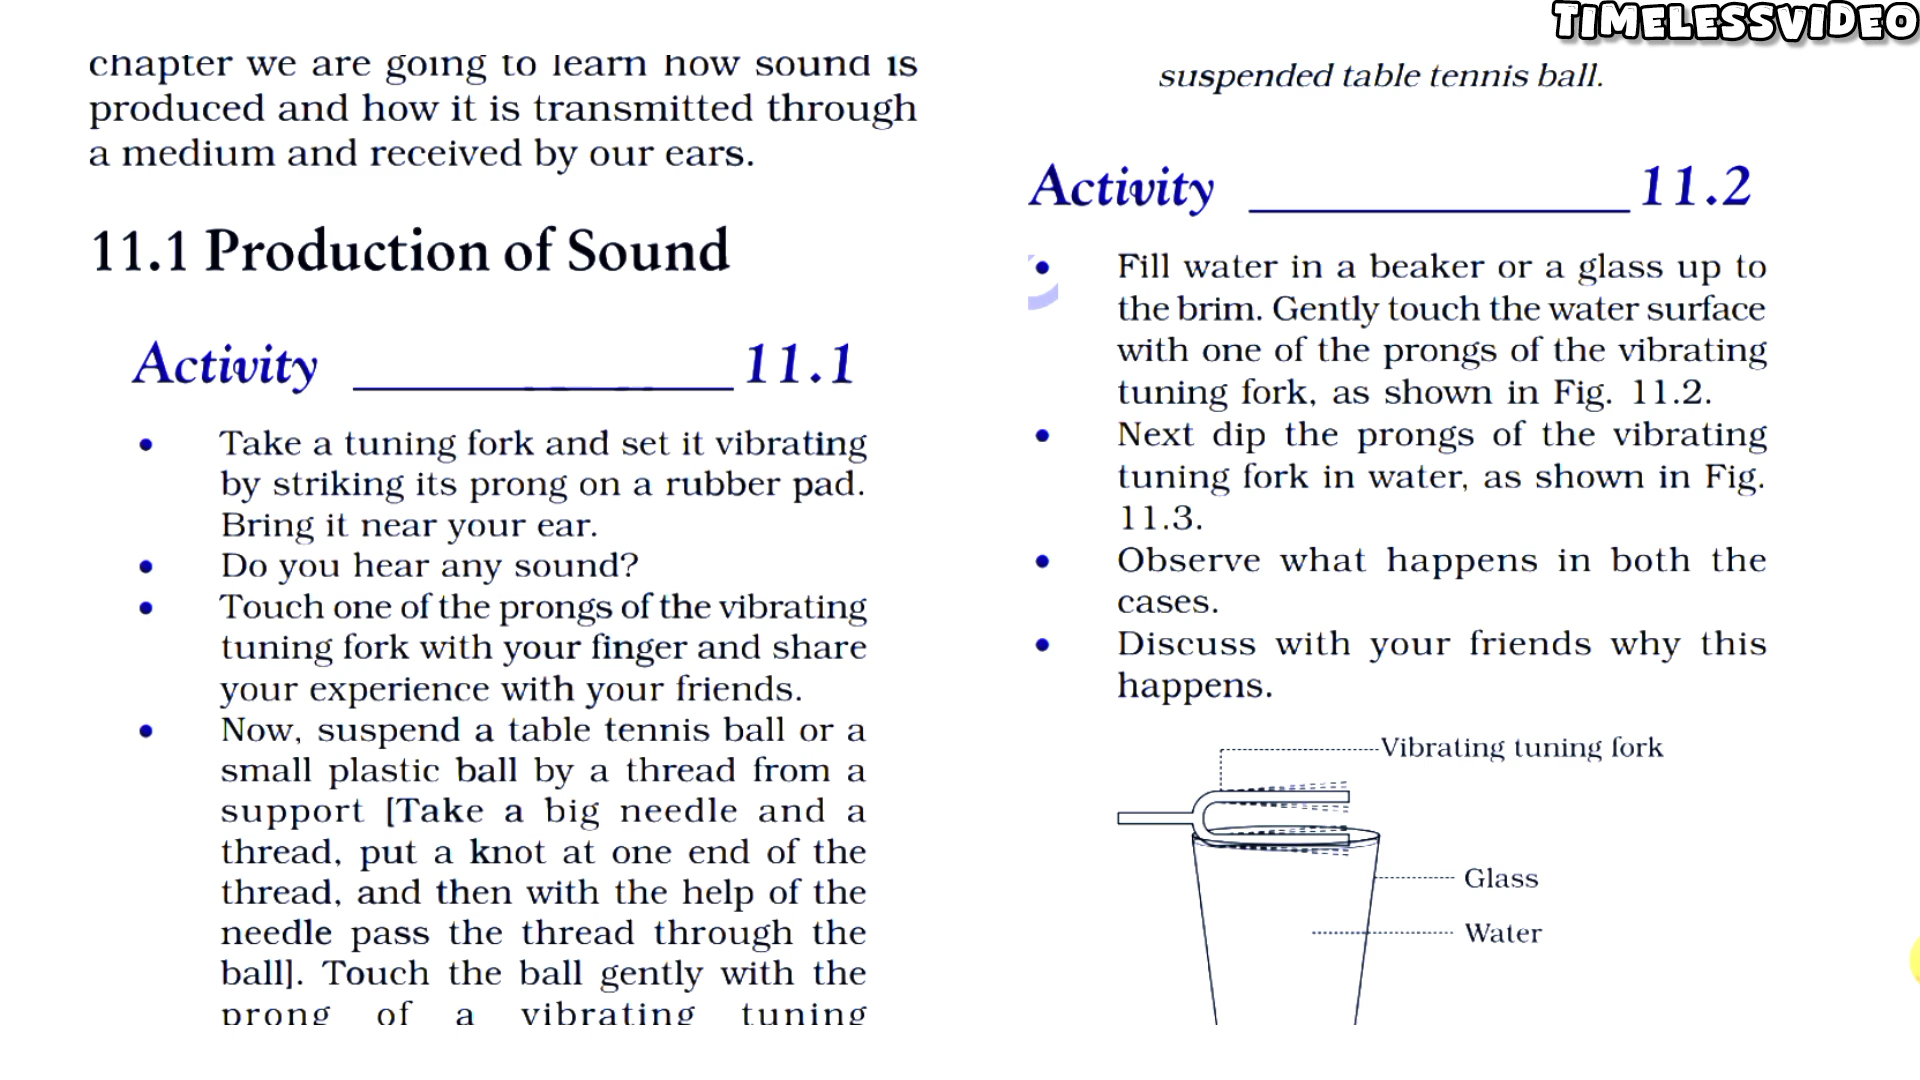 TIMELESSVIDEO
chapter we are going to learn how sound is
produced and how it is transmitted through
a medium and received by our ears.
11.1 Production of Sound
Activity 11.1
• Take a tuning fork and set it vibrating
by striking its prong on a rubber pad.
Bring it near your ear.
• Do you hear any sound?
• Touch one of the prongs of the vibrating
tuning fork with your finger and share
your experience with your friends.
• Now, suspend a table tennis ball or a
small plastic ball by a thread from a
support [Take a big needle and a
thread, put a knot at one end of the
thread, and then with the help of the
needle pass the thread through the
ball]. Touch the ball gently with the
prong of a vibrating tuning
suspended table tennis ball.
Activity 11.2
• Fill water in a beaker or a glass up to
the brim. Gently touch the water surface
with one of the prongs of the vibrating
tuning fork, as shown in Fig. 11.2.
• Next dip the prongs of the vibrating
tuning fork in water, as shown in Fig.
11.3.
• Observe what happens in both the
cases.
• Discuss with your friends why this
happens.
Vibrating tuning fork
Glass
Water